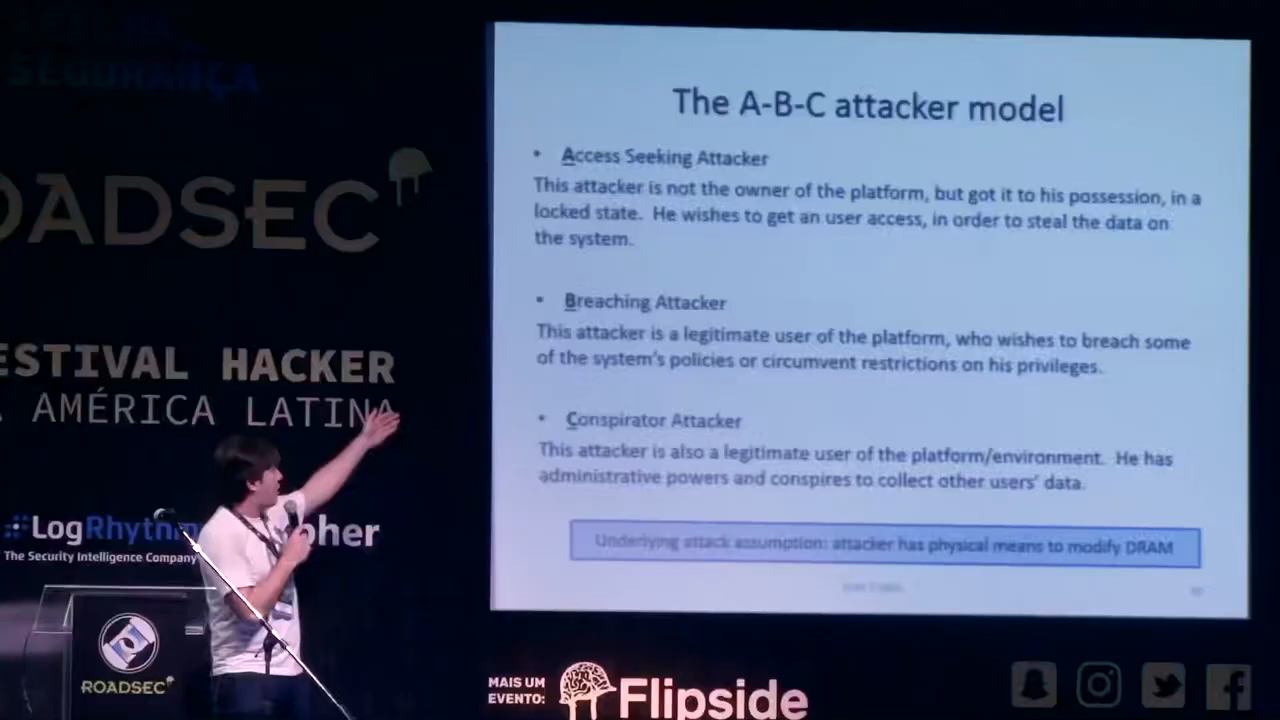 SEGURANÇA
ROADSEC
ESTIVAL HACKER
AMÉRICA LATINA
LogRhythm
The Security Intelligence Company
pher
ROADSEC
The A-B-C attacker model
• Access Seeking Attacker
This attacker is not the owner of the platform, but got it to his possession, in a
locked state. He wishes to get an user access, in order to steal the data on
the system.
• Breaching Attacker
This attacker is a legitimate user of the platform, who wishes to breach some
of the system's policies or circumvent restrictions on his privileges.
• Conspirator Attacker
This attacker is also a legitimate user of the platform/environment. He has
administrative powers and conspires to collect other users' data.
Underlying attack assumption: attacker has physical means to modify DRAM
MAIS UM
EVENTO:
Flipside